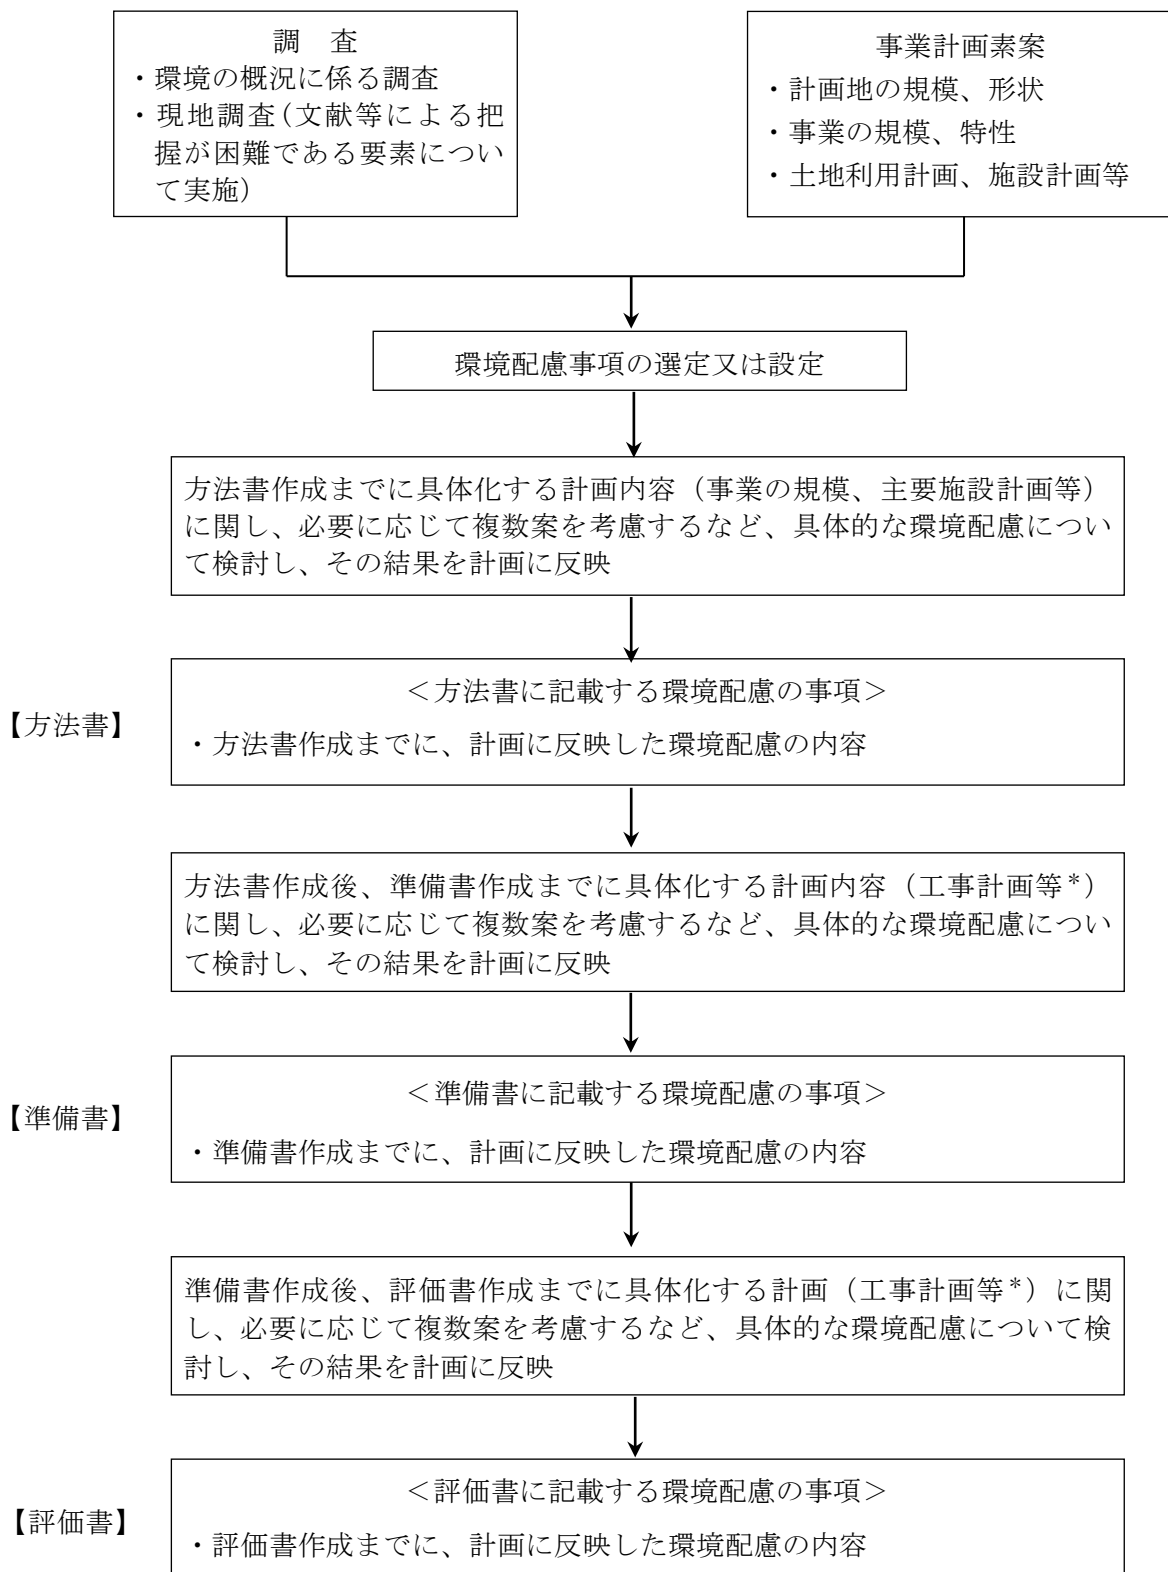 調　査
・環境の概況に係る調査
・現地調査(文献等による把
握が困難である要素につい
て実施)
事業計画素案
・計画地の規模、形状
・事業の規模、特性
・土地利用計画、施設計画等
環境配慮事項の選定又は設定
方法書作成までに具体化する計画内容（事業の規模、主要施設計画等）
に関し、必要に応じて複数案を考慮するなど、具体的な環境配慮につい
て検討し、その結果を計画に反映
【方法書】
＜方法書に記載する環境配慮の事項＞
・方法書作成までに、計画に反映した環境配慮の内容
方法書作成後、準備書作成までに具体化する計画内容（工事計画等*）
に関し、必要に応じて複数案を考慮するなど、具体的な環境配慮につい
て検討し、その結果を計画に反映
【準備書】
＜準備書に記載する環境配慮の事項＞
・準備書作成までに、計画に反映した環境配慮の内容
準備書作成後、評価書作成までに具体化する計画（工事計画等*）に関
し、必要に応じて複数案を考慮するなど、具体的な環境配慮について検
討し、その結果を計画に反映
【評価書】
＜評価書に記載する環境配慮の事項＞
・評価書作成までに、計画に反映した環境配慮の内容